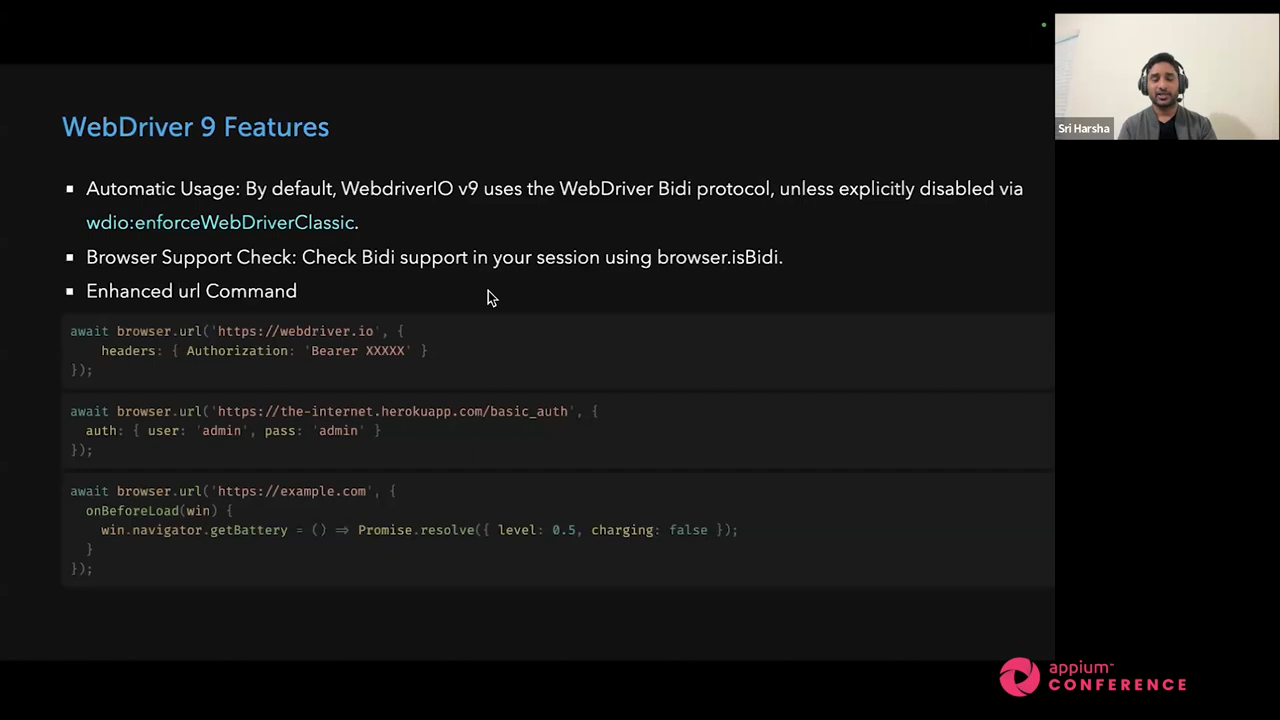 WebDriver 9 Features
▪ Automatic Usage: By default, WebdriverIO v9 uses the WebDriver Bidi protocol, unless explicitly disabled via
wdio:enforceWebDriverClassic.
▪ Browser Support Check: Check Bidi support in your session using browser.isBidi.
▪ Enhanced url Command
await browser.url('https://webdriver.io', {
    headers: { Authorization: 'Bearer XXXXX' }
});
await browser.url('https://the-internet.herokuapp.com/basic_auth', {
  auth: { user: 'admin', pass: 'admin' }
});
await browser.url('https://example.com', {
  onBeforeLoad(win) {
    win.navigator.getBattery = () => Promise.resolve({ level: 0.5, charging: false });
  }
});
Sri Harsha
appium
CONFERENCE